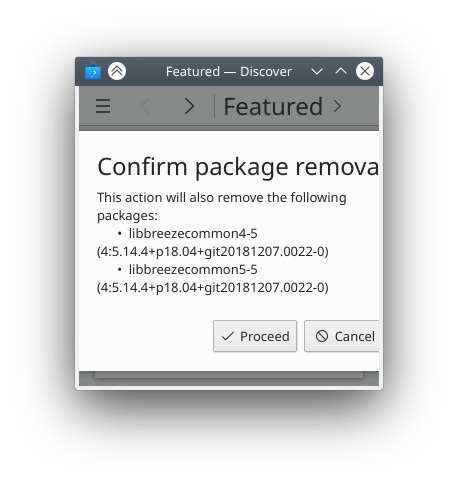 Featured — Discover
Featured
Confirm package remova
This action will also remove the following
packages:
• libbreezecommon4-5
(4:5.14.4+p18.04+git20181207.0022-0)
• libbreezecommon5-5
(4:5.14.4+p18.04+git20181207.0022-0)
Proceed
Cancel